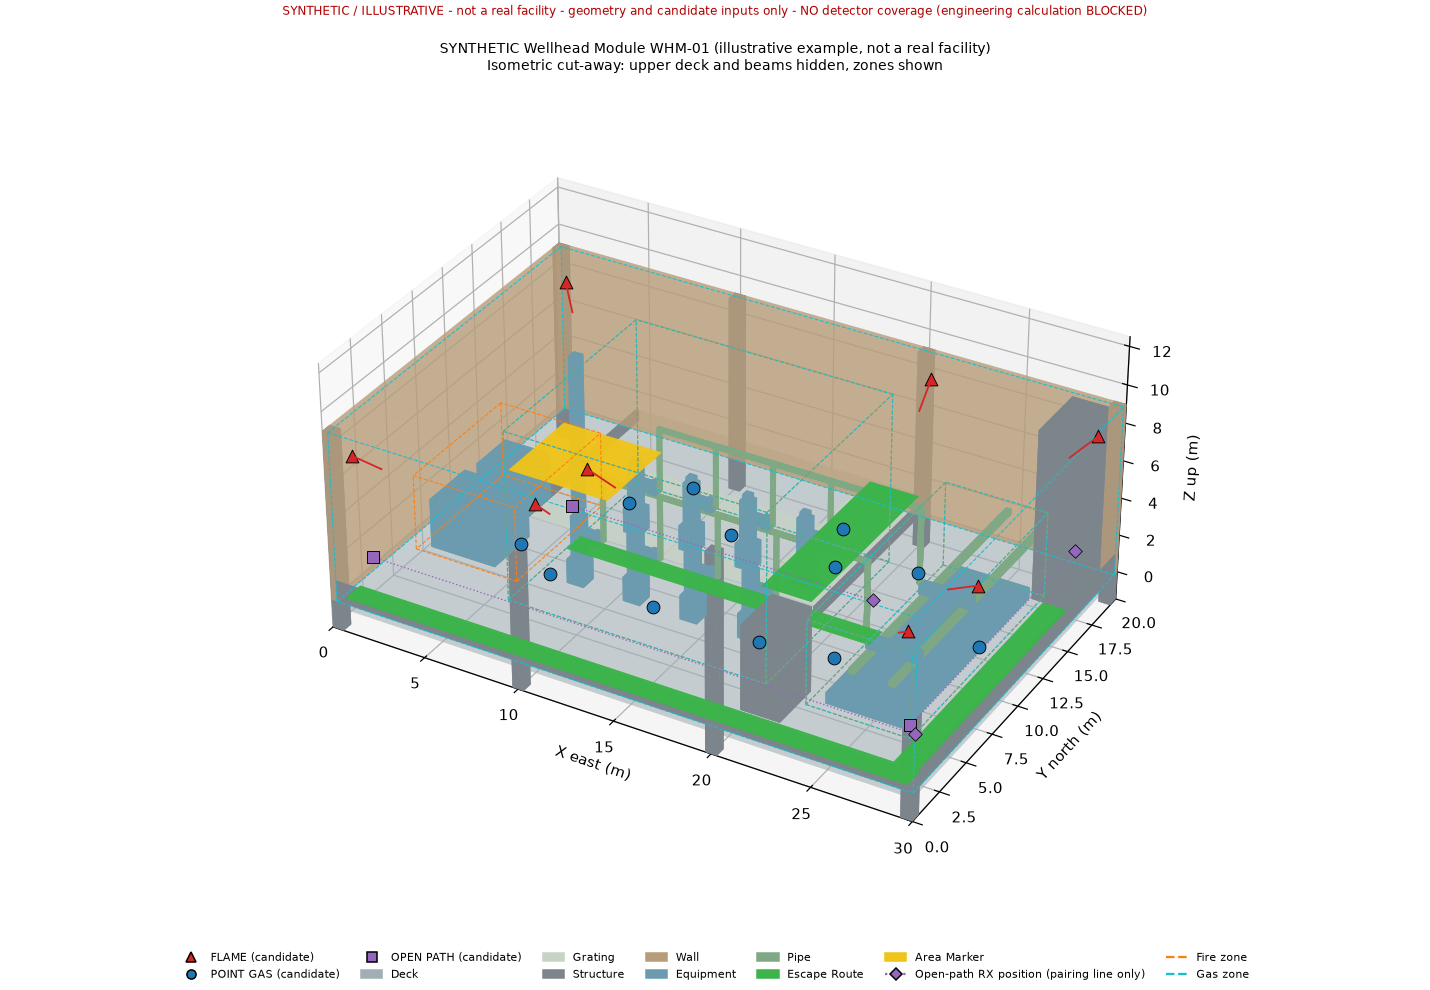 SYNTHETIC / ILLUSTRATIVE - not a real facility - geometry and candidate inputs only - NO detector coverage (engineering calculation BLOCKED)
SYNTHETIC Wellhead Module WHM-01 (illustrative example, not a real facility)
Isometric cut-away: upper deck and beams hidden, zones shown
12
10
8
6
4
2
0
Z up (m)
20.0
17.5
15.0
12.5
10.0
7.5
5.0
2.5
0.0
Y north (m)
0
5
10
15
20
25
30
X east (m)
FLAME (candidate)
POINT GAS (candidate)
OPEN PATH (candidate)
Deck
Grating
Structure
Wall
Equipment
Pipe
Escape Route
Area Marker
Open-path RX position (pairing line only)
Fire zone
Gas zone